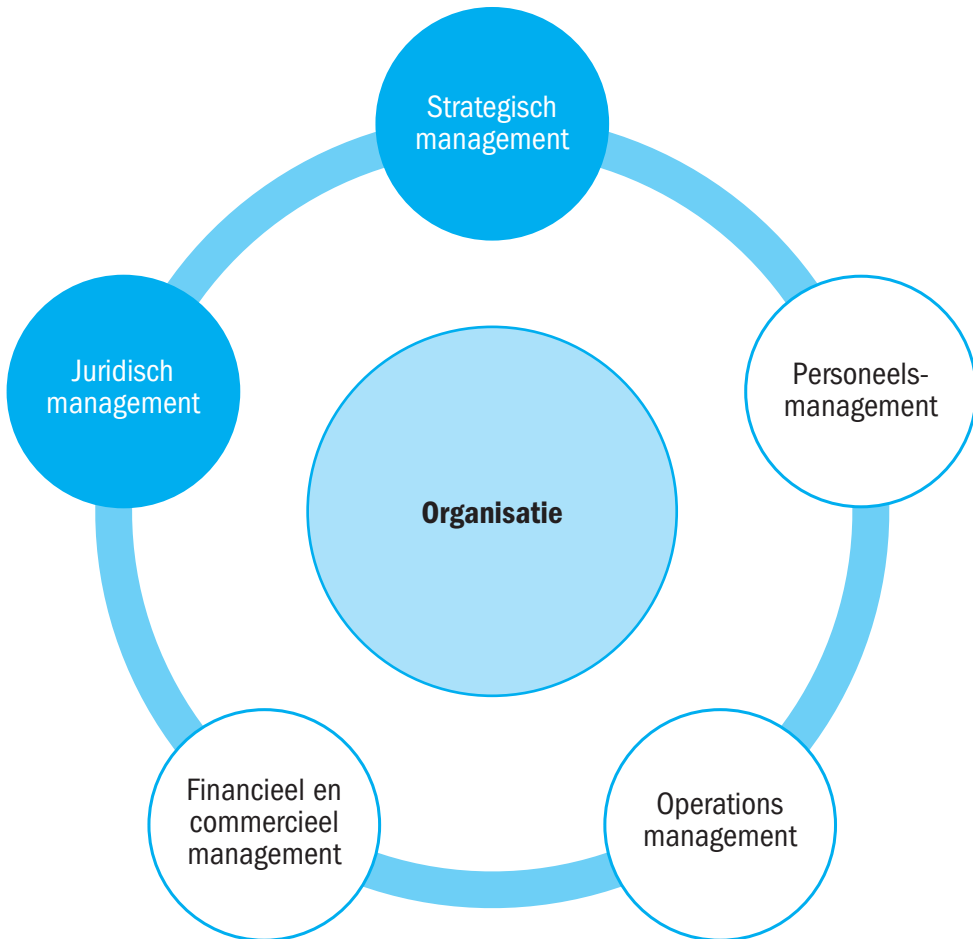 Strategisch
management
Juridisch
management
Personeels-
management
Organisatie
Financieel en
commercieel
management
Operations
management